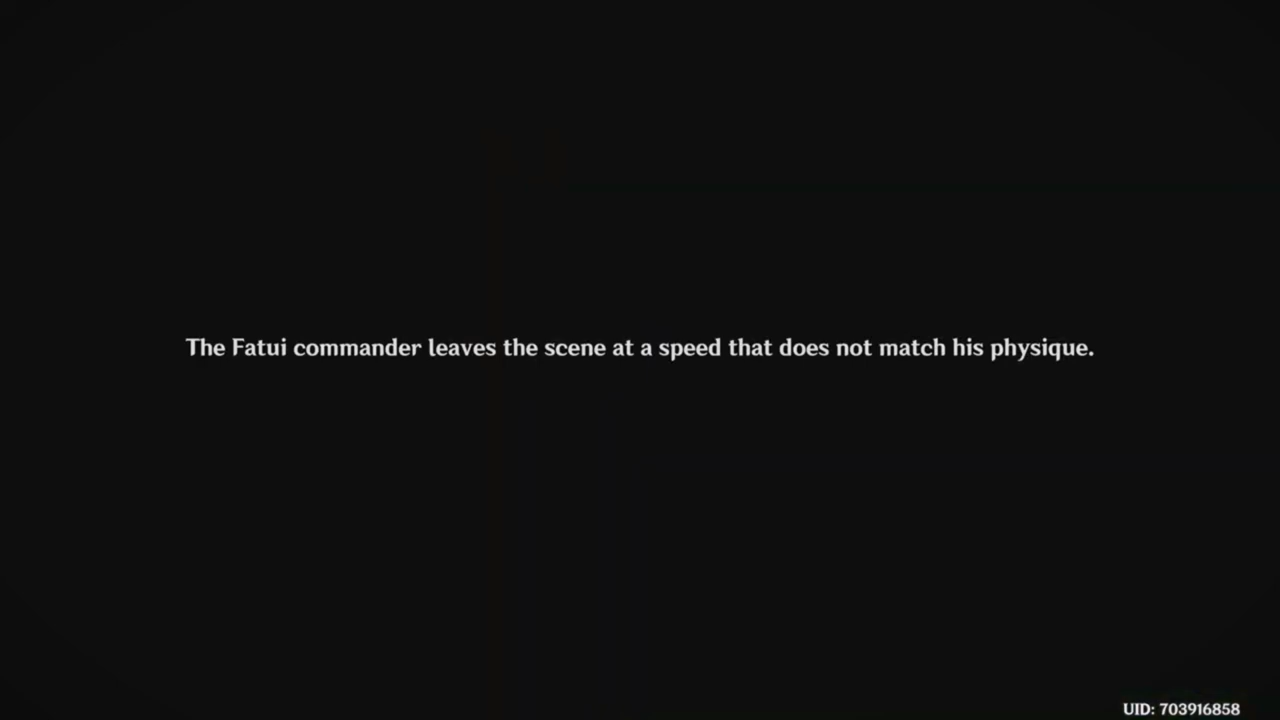 The Fatui commander leaves the scene at a speed that does not match his physique.
UID: 703916858